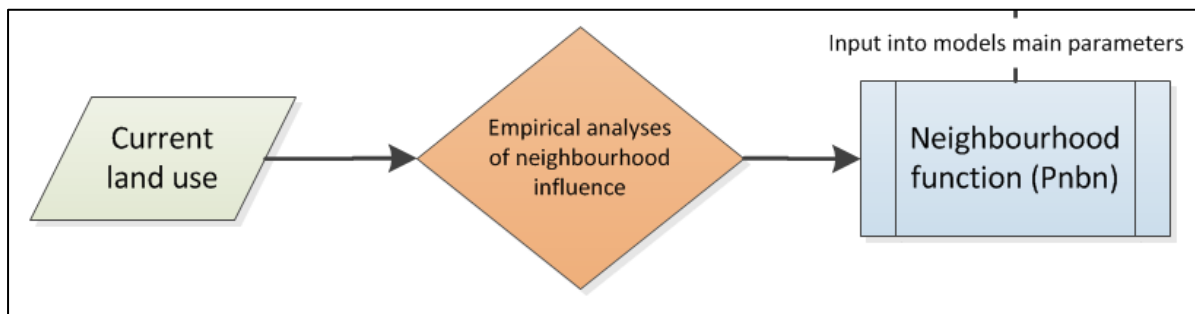 Input into models main parameters
Current
land use
Empirical analyses
of neighbourhood
influence
Neighbourhood
function (Pnbn)